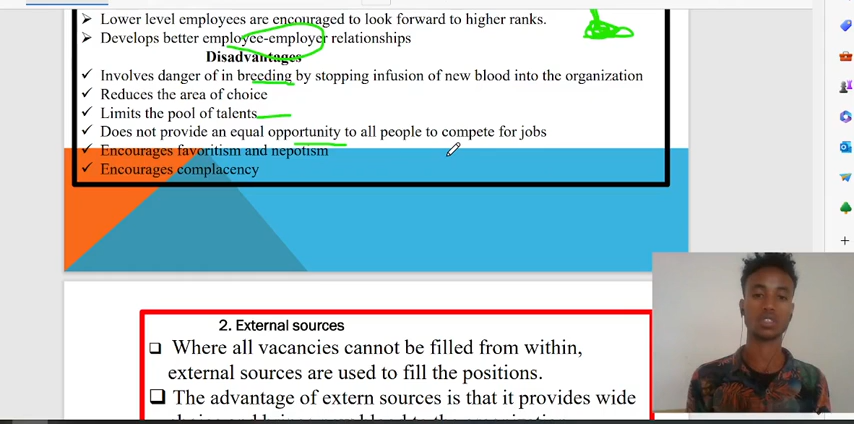 ➢ Lower level employees are encouraged to look forward to higher ranks.
➢ Develops better employee-employer relationships
Disadvantages
✓ Involves danger of in breeding by stopping infusion of new blood into the organization
✓ Reduces the area of choice
✓ Limits the pool of talents
✓ Does not provide an equal opportunity to all people to compete for jobs
✓ Encourages favoritism and nepotism
✓ Encourages complacency
2. External sources
❑ Where all vacancies cannot be filled from within,
external sources are used to fill the positions.
❑ The advantage of extern sources is that it provides wide